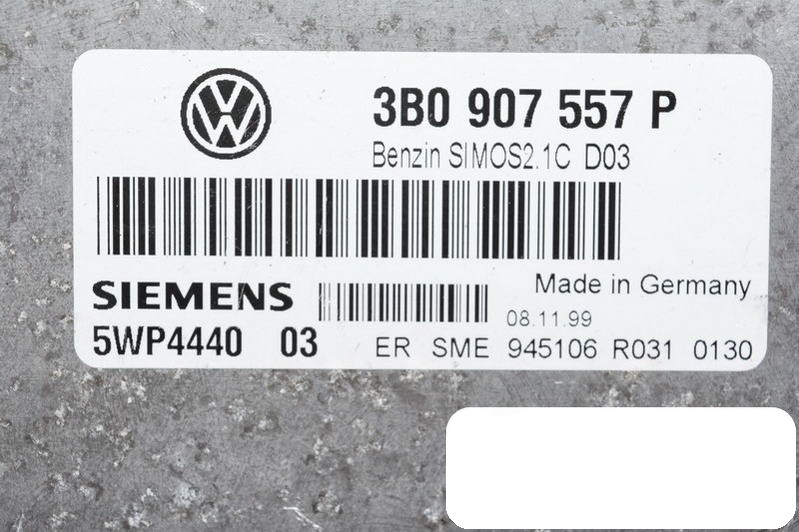 VW
3B0 907 557 P
Benzin SIMOS2.1C D03
Made in Germany
SIEMENS
08.11.99
5WP4440 03
ER SME 945106 R031 0130